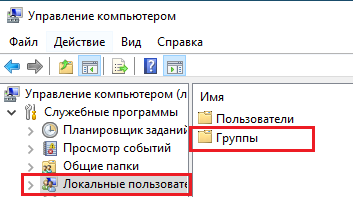 Управление компьютером
Файл Действие Вид Справка
Управление компьютером (л
Служебные программы
Планировщик заданий
Просмотр событий
Общие папки
Локальные пользовате
Имя
Пользователи
Группы